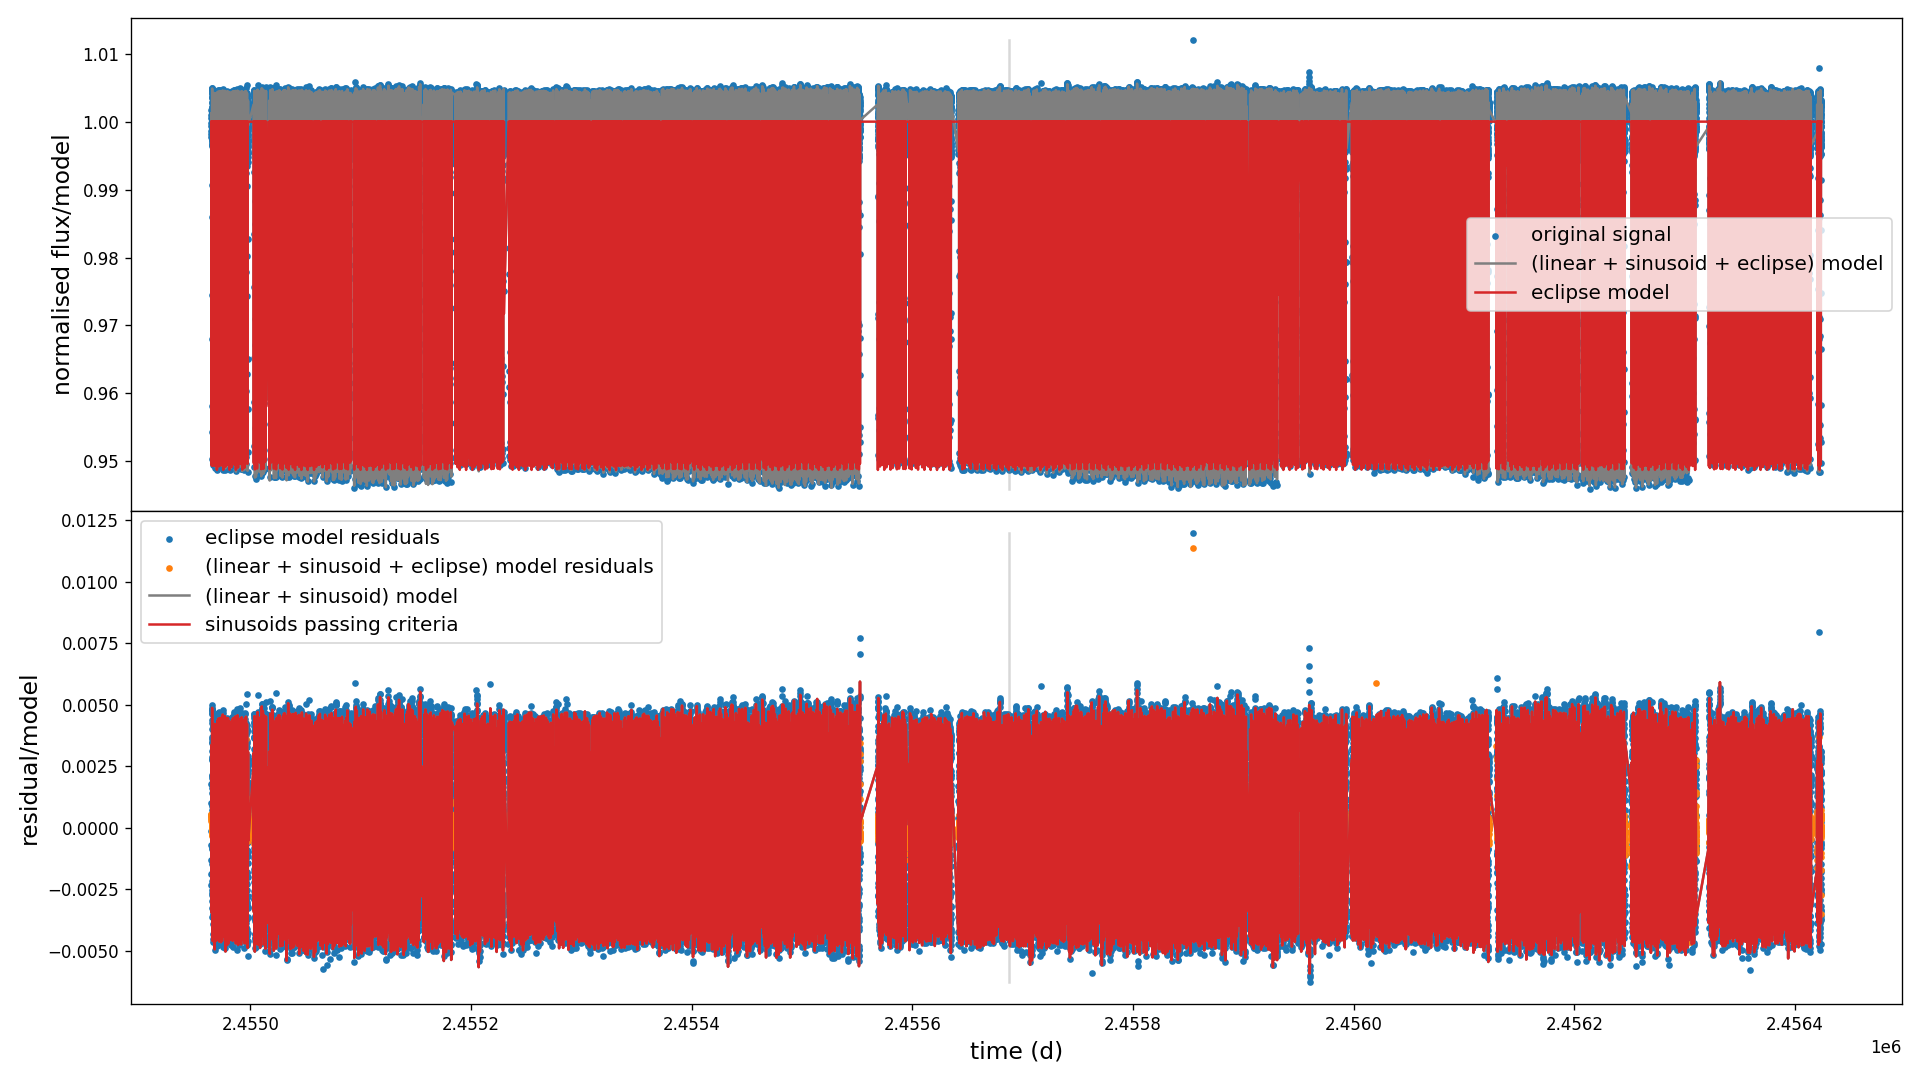 1.01
1.00
0.99
0.98
0.97
0.96
0.95
normalised flux/model
original signal
(linear + sinusoid + eclipse) model
eclipse model
0.0125
0.0100
0.0075
0.0050
0.0025
0.0000
−0.0025
−0.0050
residual/model
eclipse model residuals
(linear + sinusoid + eclipse) model residuals
(linear + sinusoid) model
sinusoids passing criteria
2.4550
2.4552
2.4554
2.4556
2.4558
2.4560
2.4562
2.4564
time (d)
1e6